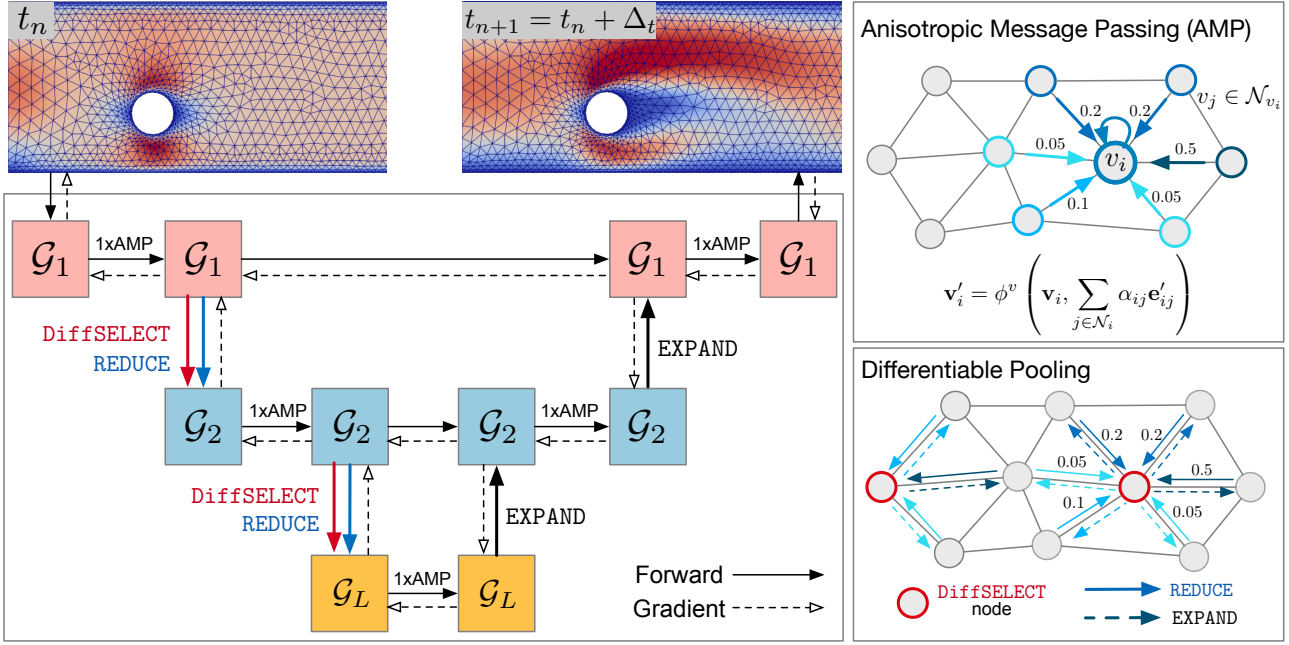 t_n
t_{n+1} = t_n + Δ_t
𝒢_1
1xAMP
𝒢_1
𝒢_1
1xAMP
𝒢_1
DiffSELECT
REDUCE
EXPAND
𝒢_2
1xAMP
𝒢_2
𝒢_2
1xAMP
𝒢_2
DiffSELECT
REDUCE
EXPAND
𝒢_L
1xAMP
𝒢_L
Forward
Gradient
Anisotropic Message Passing (AMP)
v_j ∈ 𝒩_{v_i}
0.2
0.2
0.05
v_i
0.5
0.1
0.05
v'_i = ϕ^v ( v_i, ∑_{j∈𝒩_i} α_{ij} e'_{ij} )
Differentiable Pooling
0.2
0.2
0.05
0.5
0.1
0.05
DiffSELECT
node
REDUCE
EXPAND